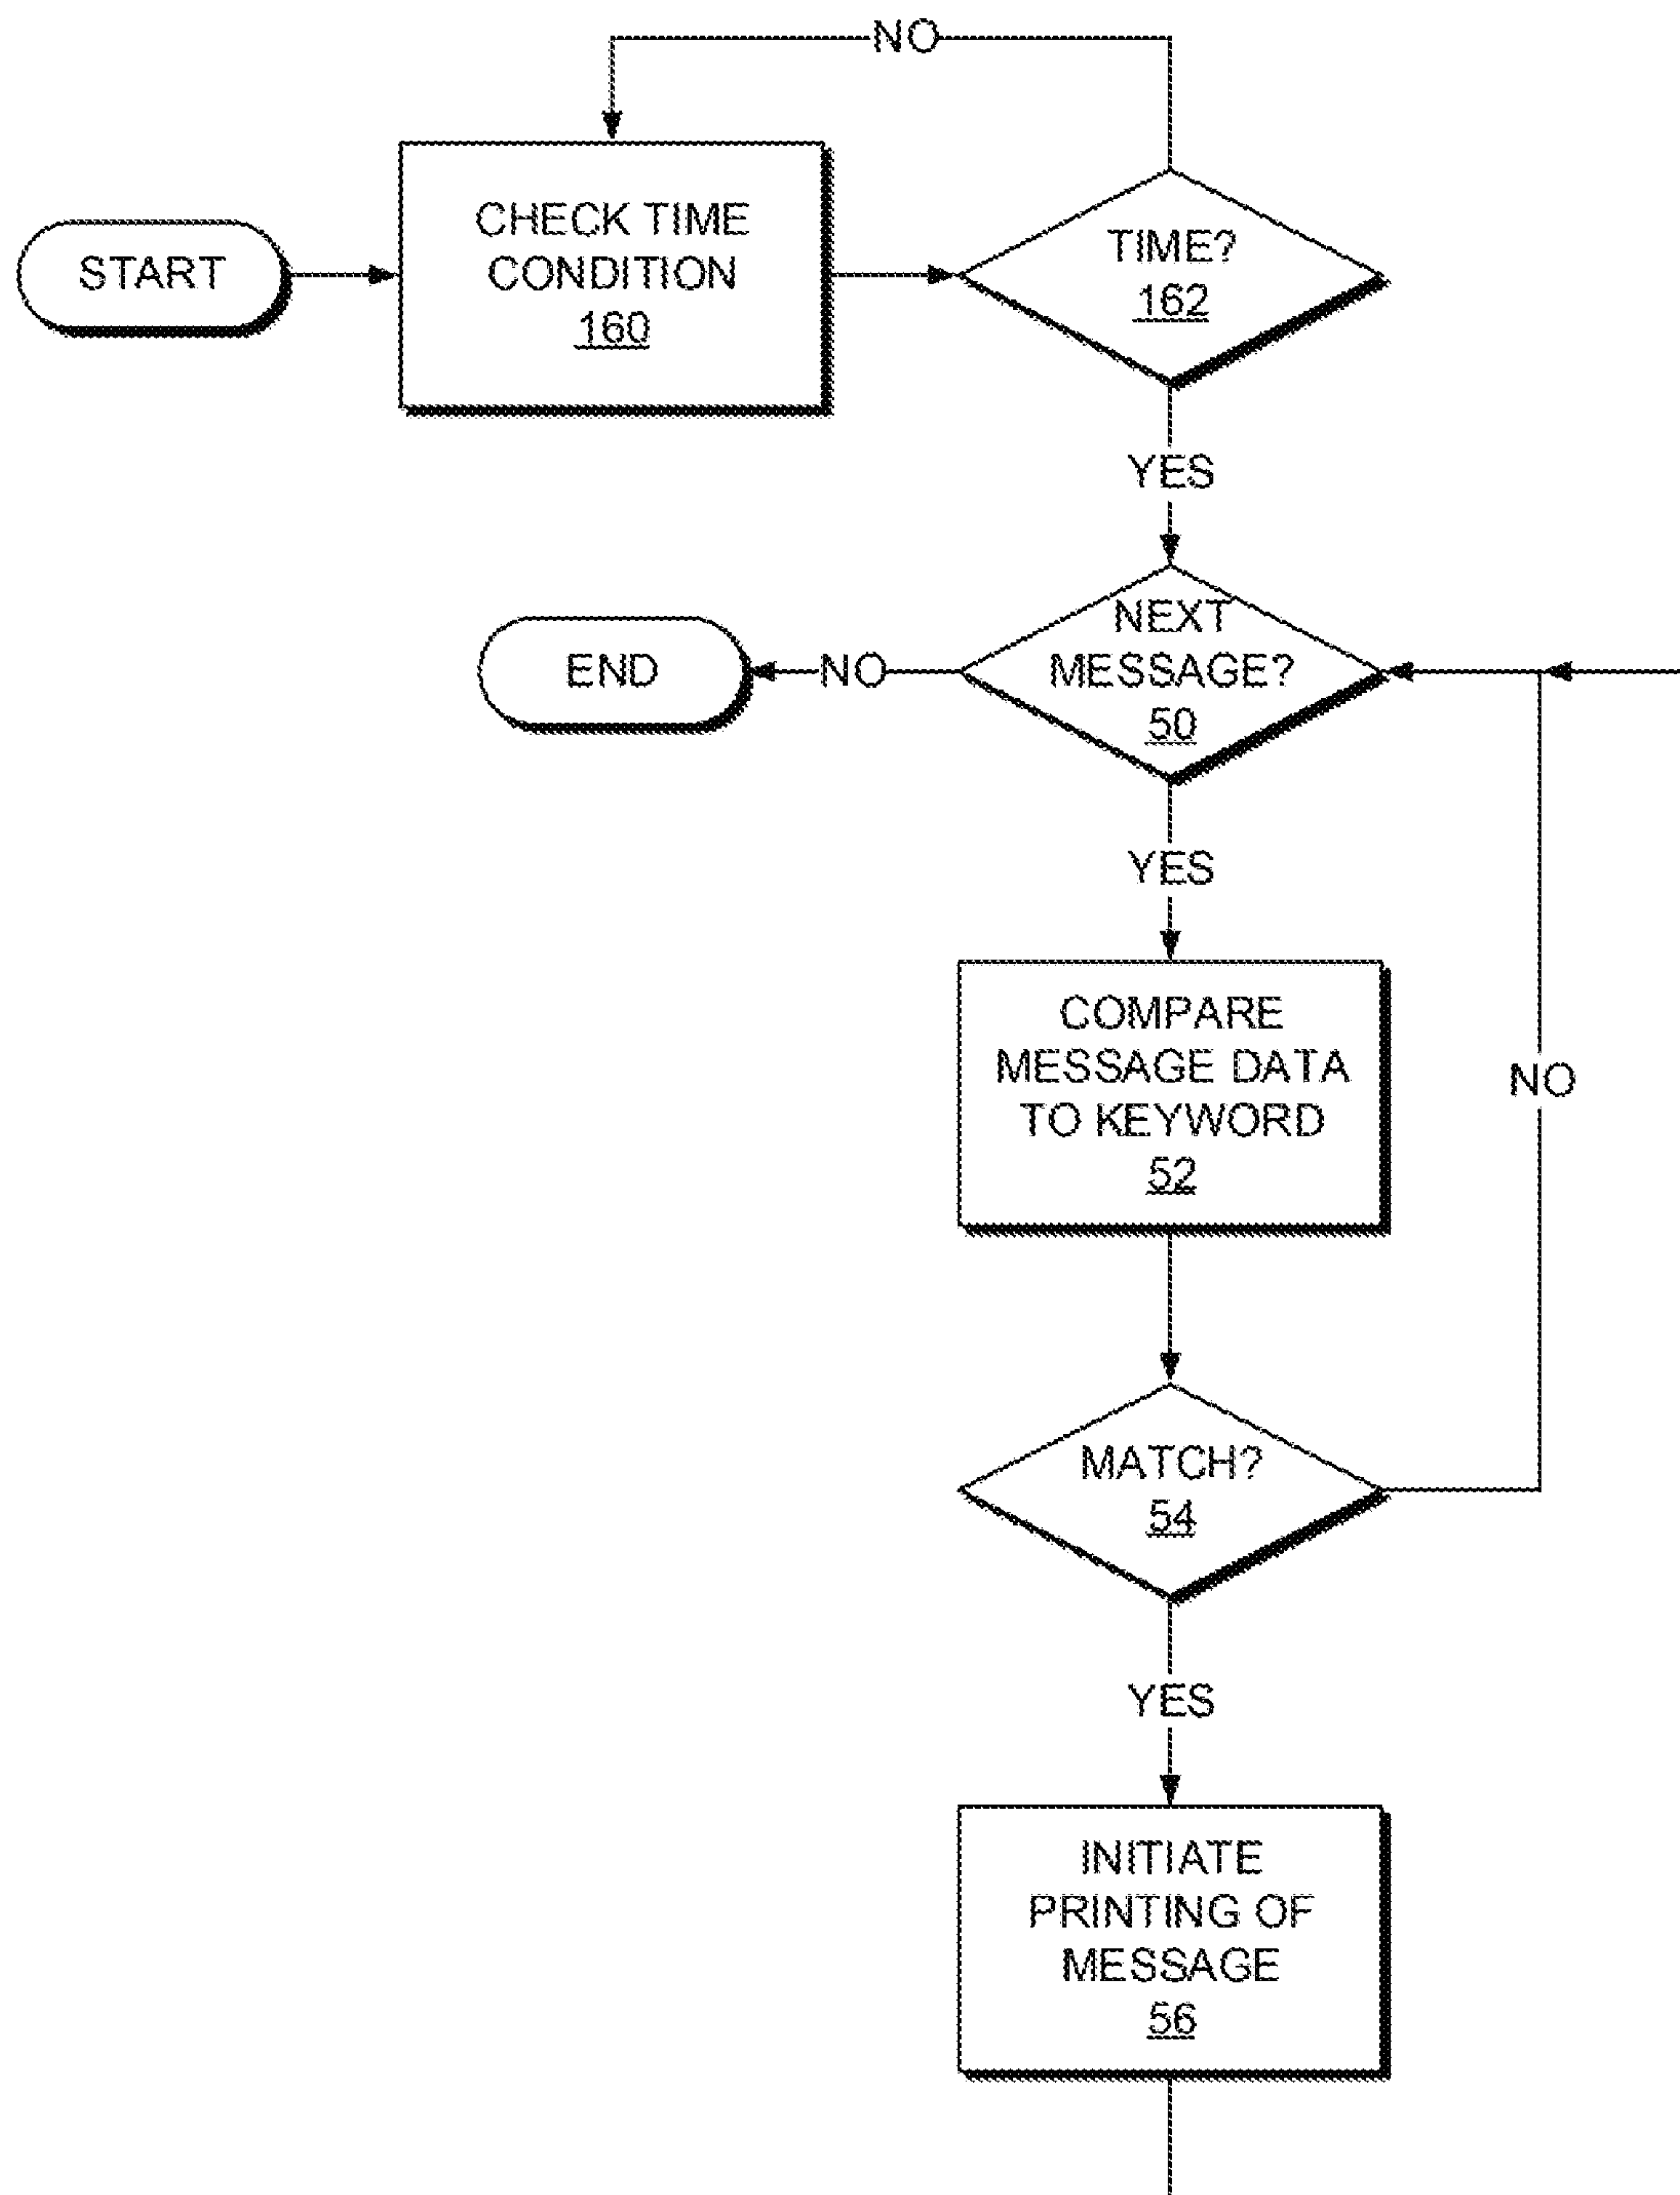 NO
START
CHECK TIME
CONDITION
160
TIME?
162
YES
END
NO
NEXT
MESSAGE?
50
YES
COMPARE
MESSAGE DATA
TO KEYWORD
52
NO
MATCH?
54
YES
INITIATE
PRINTING OF
MESSAGE
56